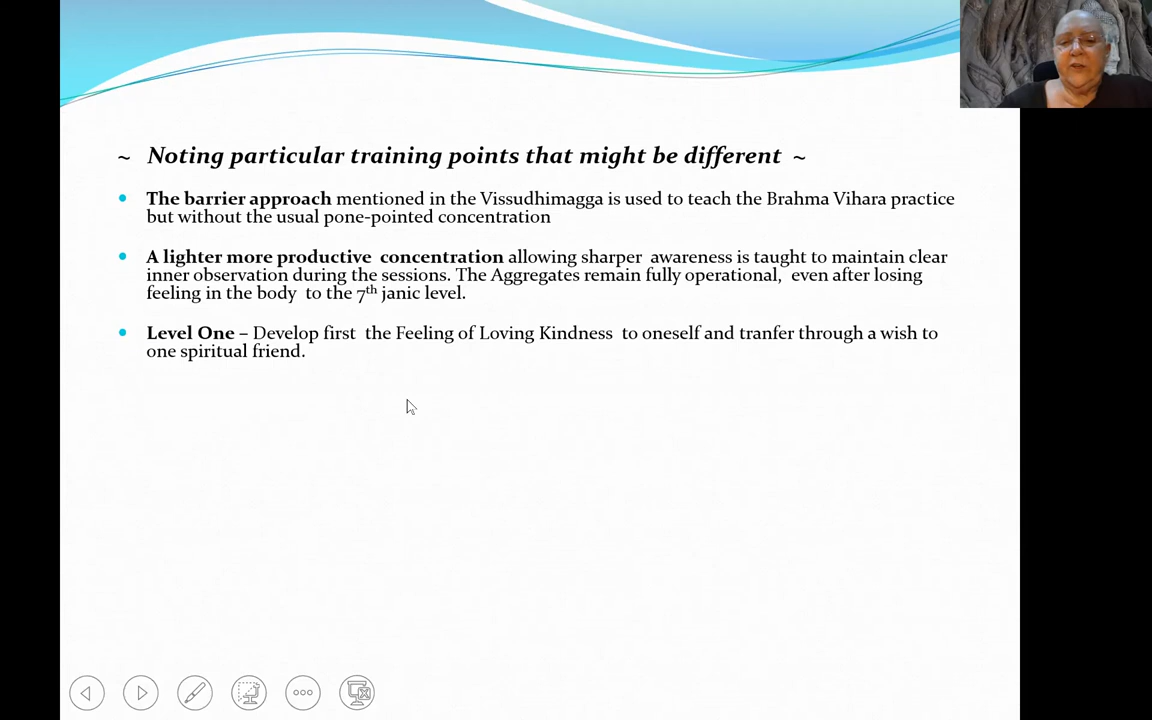 ~ Noting particular training points that might be different ~
The barrier approach mentioned in the Vissudhimagga is used to teach the Brahma Vihara practice
but without the usual pone-pointed concentration
A lighter more productive concentration allowing sharper awareness is taught to maintain clear
inner observation during the sessions. The Aggregates remain fully operational, even after losing
feeling in the body to the 7th janic level.
Level One – Develop first the Feeling of Loving Kindness to oneself and tranfer through a wish to
one spiritual friend.